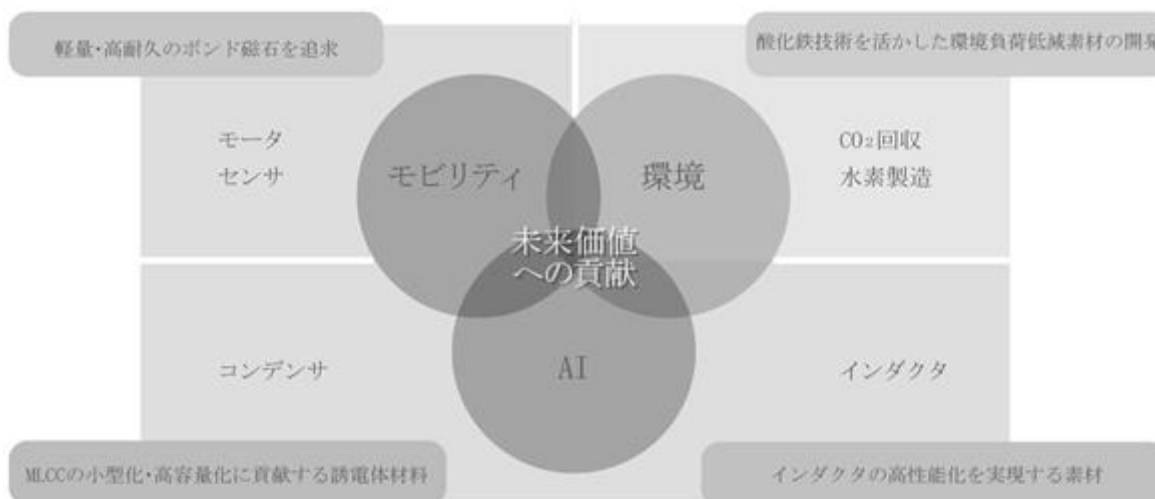 軽量・高耐久のボンド磁石を追求
酸化鉄技術を活かした環境負荷低減素材の開発
モータ
センサ
モビリティ
環境
CO₂回収
水素製造
未来価値
への貢献
コンデンサ
AI
インダクタ
MLCCの小型化・高容量化に貢献する誘電体材料
インダクタの高性能化を実現する素材